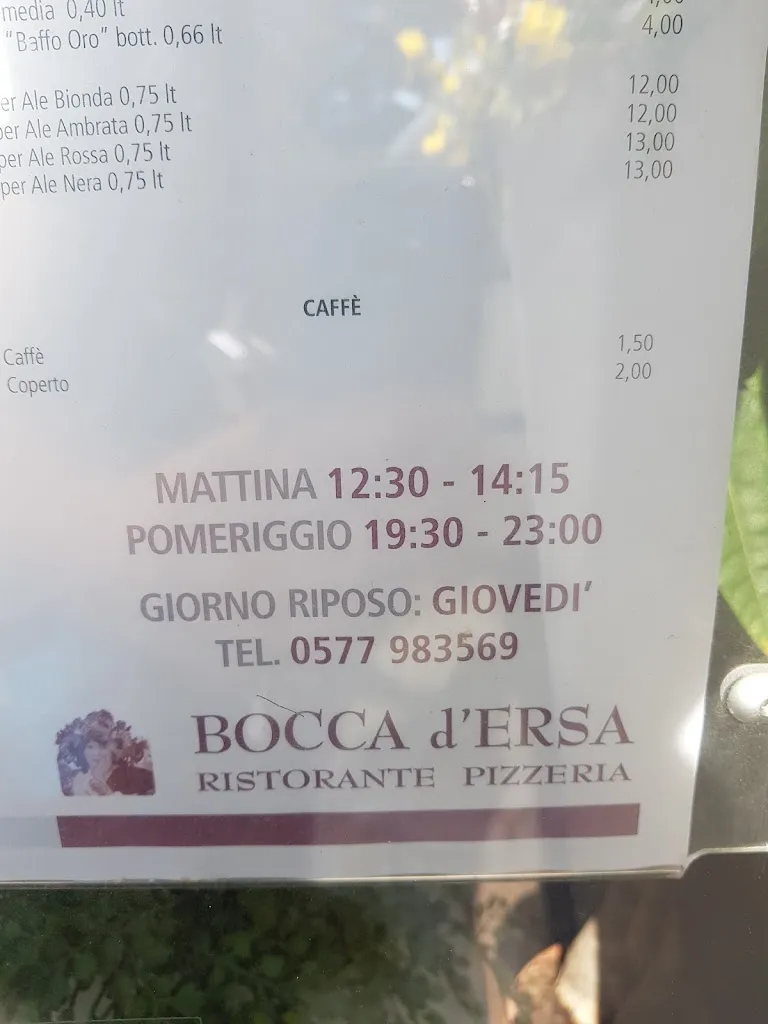 media 0,40 lt
"Baffo Oro" bott. 0,66 lt 4,00
er Ale Bionda 0,75 lt 12,00
per Ale Ambrata 0,75 lt 12,00
per Ale Rossa 0,75 lt 13,00
per Ale Nera 0,75 lt 13,00
CAFFÈ
Caffè 1,50
Coperto 2,00
MATTINA 12:30 - 14:15
POMERIGGIO 19:30 - 23:00
GIORNO RIPOSO: GIOVEDI'
TEL. 0577 983569
BOCCA d'ERSA
RISTORANTE PIZZERIA